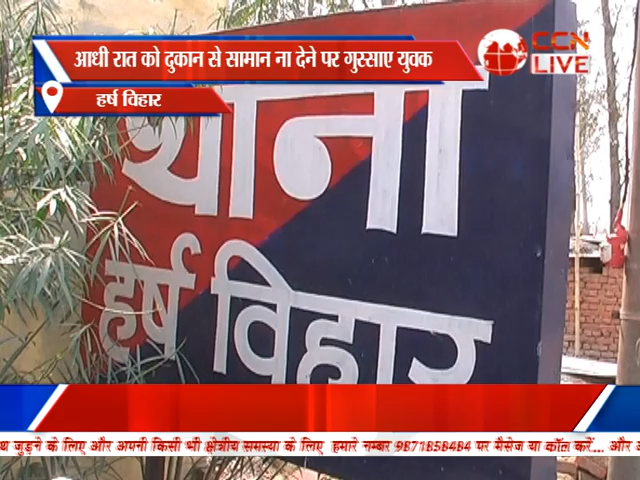 आधी रात को दुकान से सामान ना देने पर गुस्साए युवक
CCN
LIVE
हर्ष विहार
थाना
हर्ष विहार
थ जुड़ने के लिए और अपनी किसी भी क्षेत्रीय समस्या के लिए हमारे नम्बर 9871858484 पर मैसेज या कॉल करें... और अ